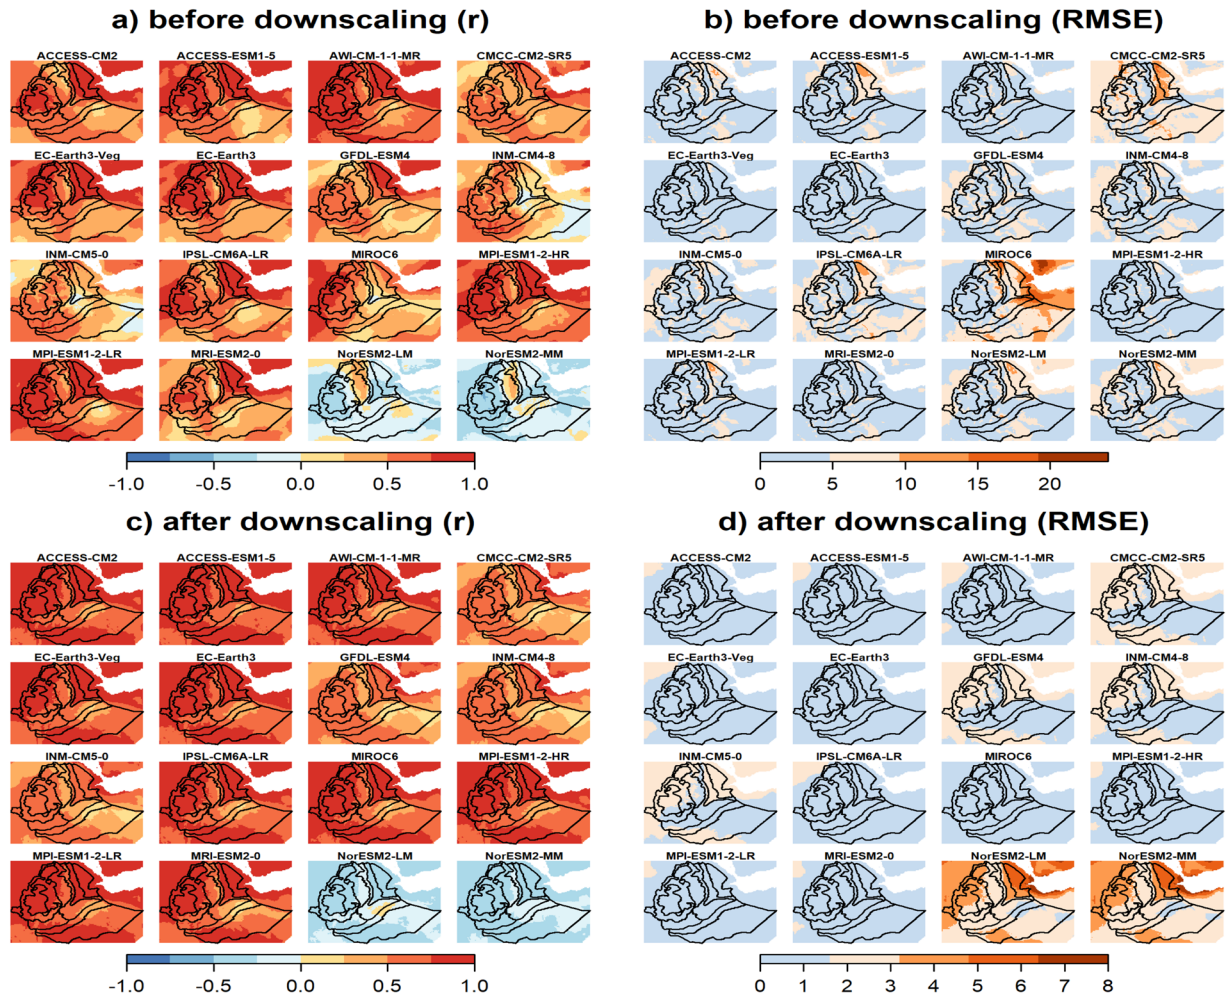 a) before downscaling (r)
ACCESS-CM2 ACCESS-ESM1-5 AWI-CM-1-1-MR CMCC-CM2-SR5
EC-Earth3-Veg EC-Earth3 GFDL-ESM4 INM-CM4-8
INM-CM5-0 IPSL-CM6A-LR MIROC6 MPI-ESM1-2-HR
MPI-ESM1-2-LR MRI-ESM2-0 NorESM2-LM NorESM2-MM
-1.0 -0.5 0.0 0.5 1.0
b) before downscaling (RMSE)
ACCESS-CM2 ACCESS-ESM1-5 AWI-CM-1-1-MR CMCC-CM2-SR5
EC-Earth3-Veg EC-Earth3 GFDL-ESM4 INM-CM4-8
INM-CM5-0 IPSL-CM6A-LR MIROC6 MPI-ESM1-2-HR
MPI-ESM1-2-LR MRI-ESM2-0 NorESM2-LM NorESM2-MM
0 5 10 15 20
c) after downscaling (r)
ACCESS-CM2 ACCESS-ESM1-5 AWI-CM-1-1-MR CMCC-CM2-SR5
EC-Earth3-Veg EC-Earth3 GFDL-ESM4 INM-CM4-8
INM-CM5-0 IPSL-CM6A-LR MIROC6 MPI-ESM1-2-HR
MPI-ESM1-2-LR MRI-ESM2-0 NorESM2-LM NorESM2-MM
-1.0 -0.5 0.0 0.5 1.0
d) after downscaling (RMSE)
ACCESS-CM2 ACCESS-ESM1-5 AWI-CM-1-1-MR CMCC-CM2-SR5
EC-Earth3-Veg EC-Earth3 GFDL-ESM4 INM-CM4-8
INM-CM5-0 IPSL-CM6A-LR MIROC6 MPI-ESM1-2-HR
MPI-ESM1-2-LR MRI-ESM2-0 NorESM2-LM NorESM2-MM
0 1 2 3 4 5 6 7 8